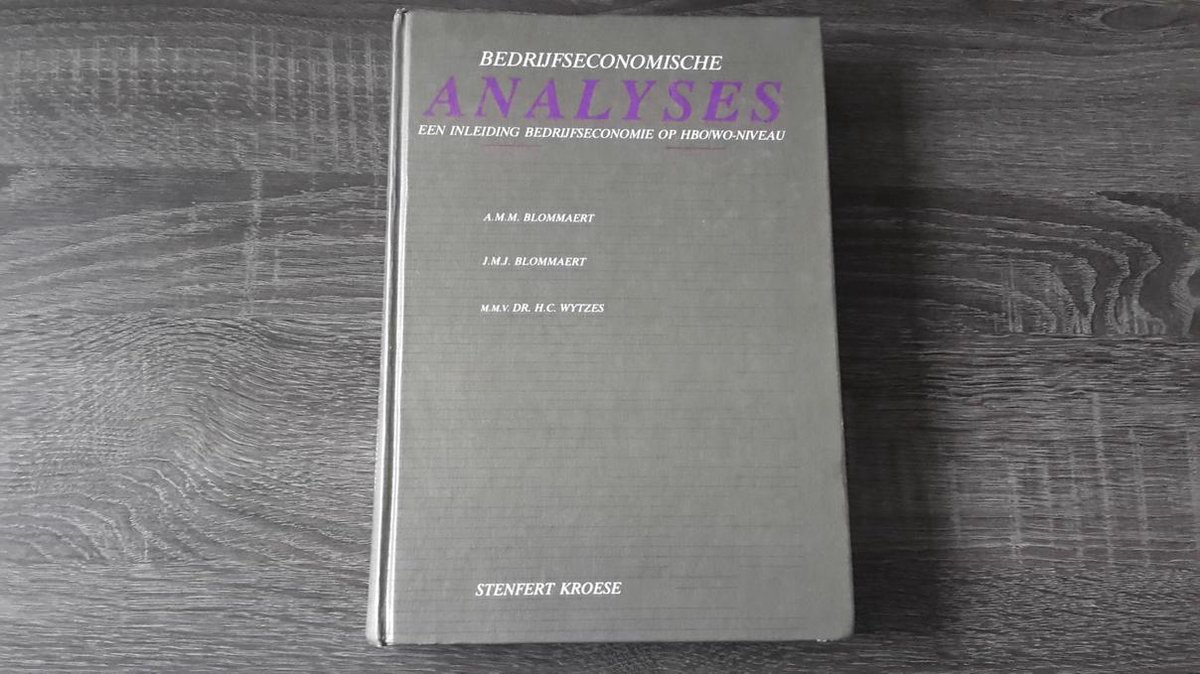 BEDRIJFSECONOMISCHE
ANALYSES
EEN INLEIDING BEDRIJFSECONOMIE OP HBO/WO-NIVEAU
A.M.M. BLOMMAERT
J.M.J. BLOMMAERT
M.M.V. DR. H.C. WYTZES
STENFERT KROESE